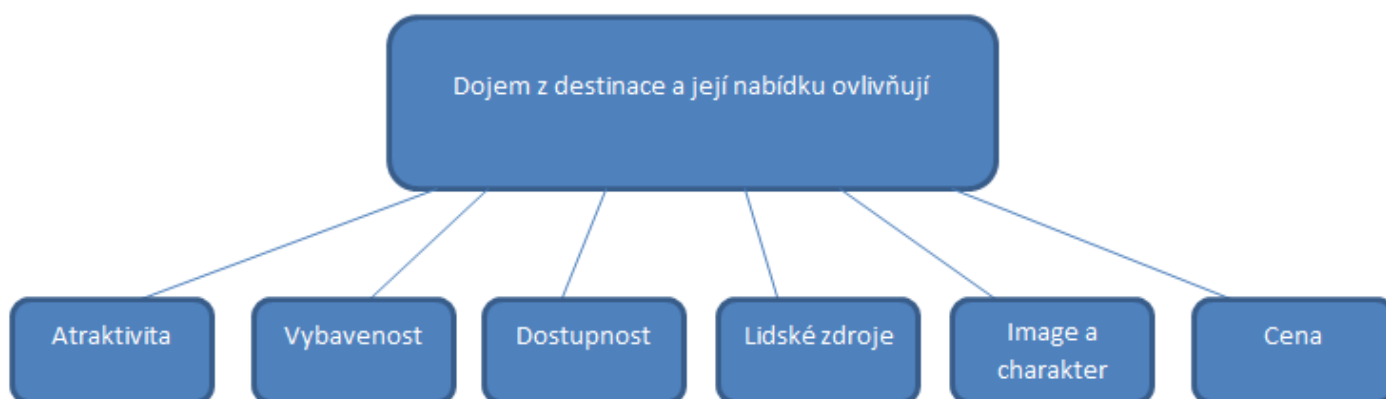 Dojem z destinace a její nabídku ovlivňují
Atraktivita
Vybavenost
Dostupnost
Lidské zdroje
Image a
charakter
Cena